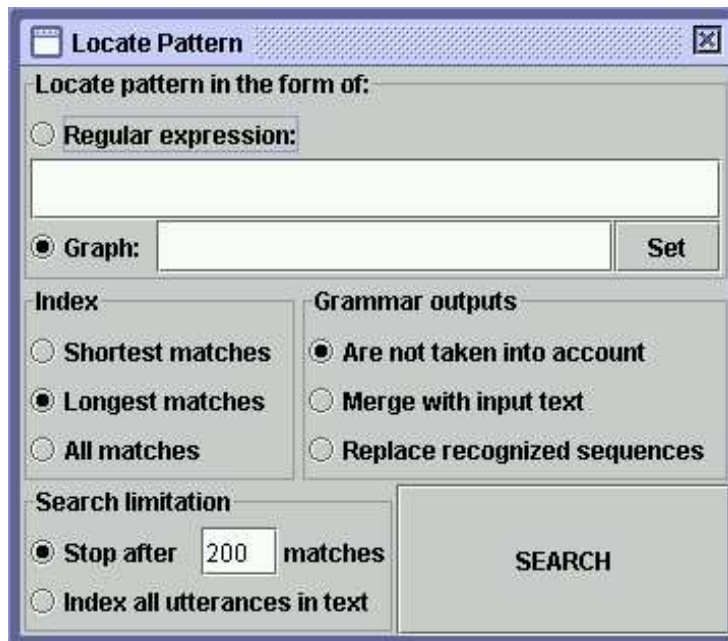 Locate Pattern
Locate pattern in the form of:
Regular expression:
Graph:
Set
Index
Shortest matches
Longest matches
All matches
Grammar outputs
Are not taken into account
Merge with input text
Replace recognized sequences
Search limitation
Stop after 200 matches
Index all utterances in text
SEARCH